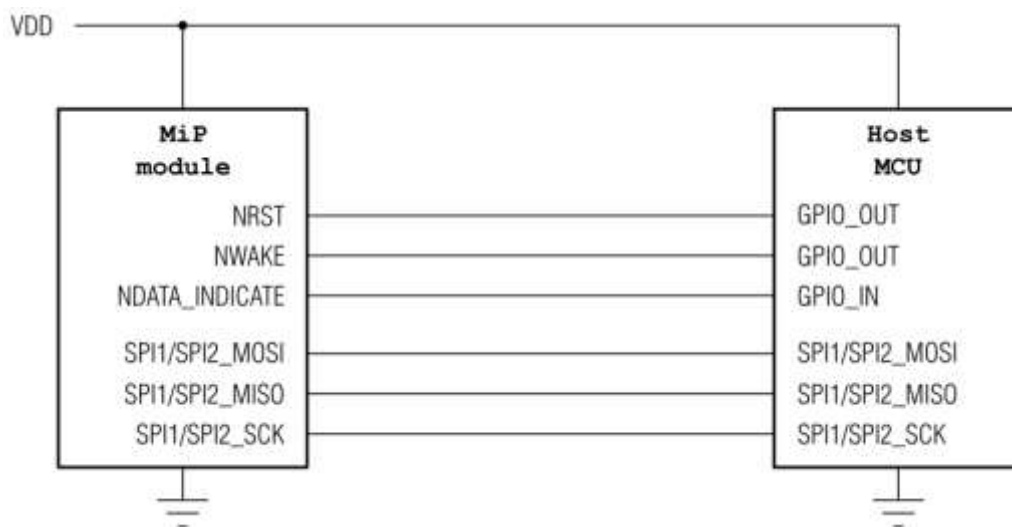 VDD
MiP
module
NRST
NWAKE
NDATA_INDICATE
SPI1/SPI2_MOSI
SPI1/SPI2_MISO
SPI1/SPI2_SCK
Host
MCU
GPIO_OUT
GPIO_OUT
GPIO_IN
SPI1/SPI2_MOSI
SPI1/SPI2_MISO
SPI1/SPI2_SCK